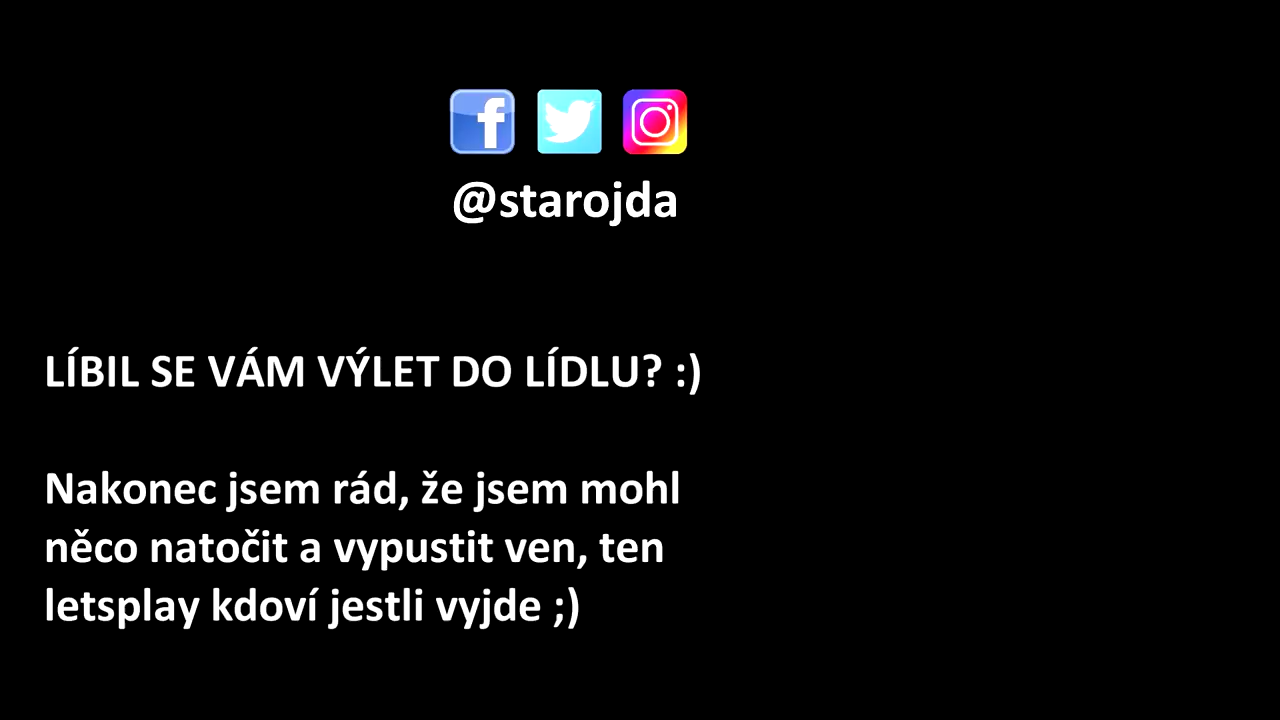 @starojda
LÍBIL SE VÁM VÝLET DO LÍDLU? :)
Nakonec jsem rád, že jsem mohl
něco natočit a vypustit ven, ten
letsplay kdoví jestli vyjde ;)